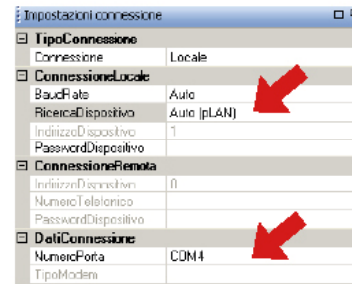 Impostazioni connessione
TipoConnessione
Connessione Locale
ConnessioneLocale
BaudRate Auto
RicercaDispositivo Auto (pLAN)
IndirizzoDispositivo 1
PasswordDispositivo
ConnessioneRemota
IndirizzoDispositivo 0
NumeroTelefonico
PasswordDispositivo
DatiConnessione
NumeroPorta COM4
TipoModem